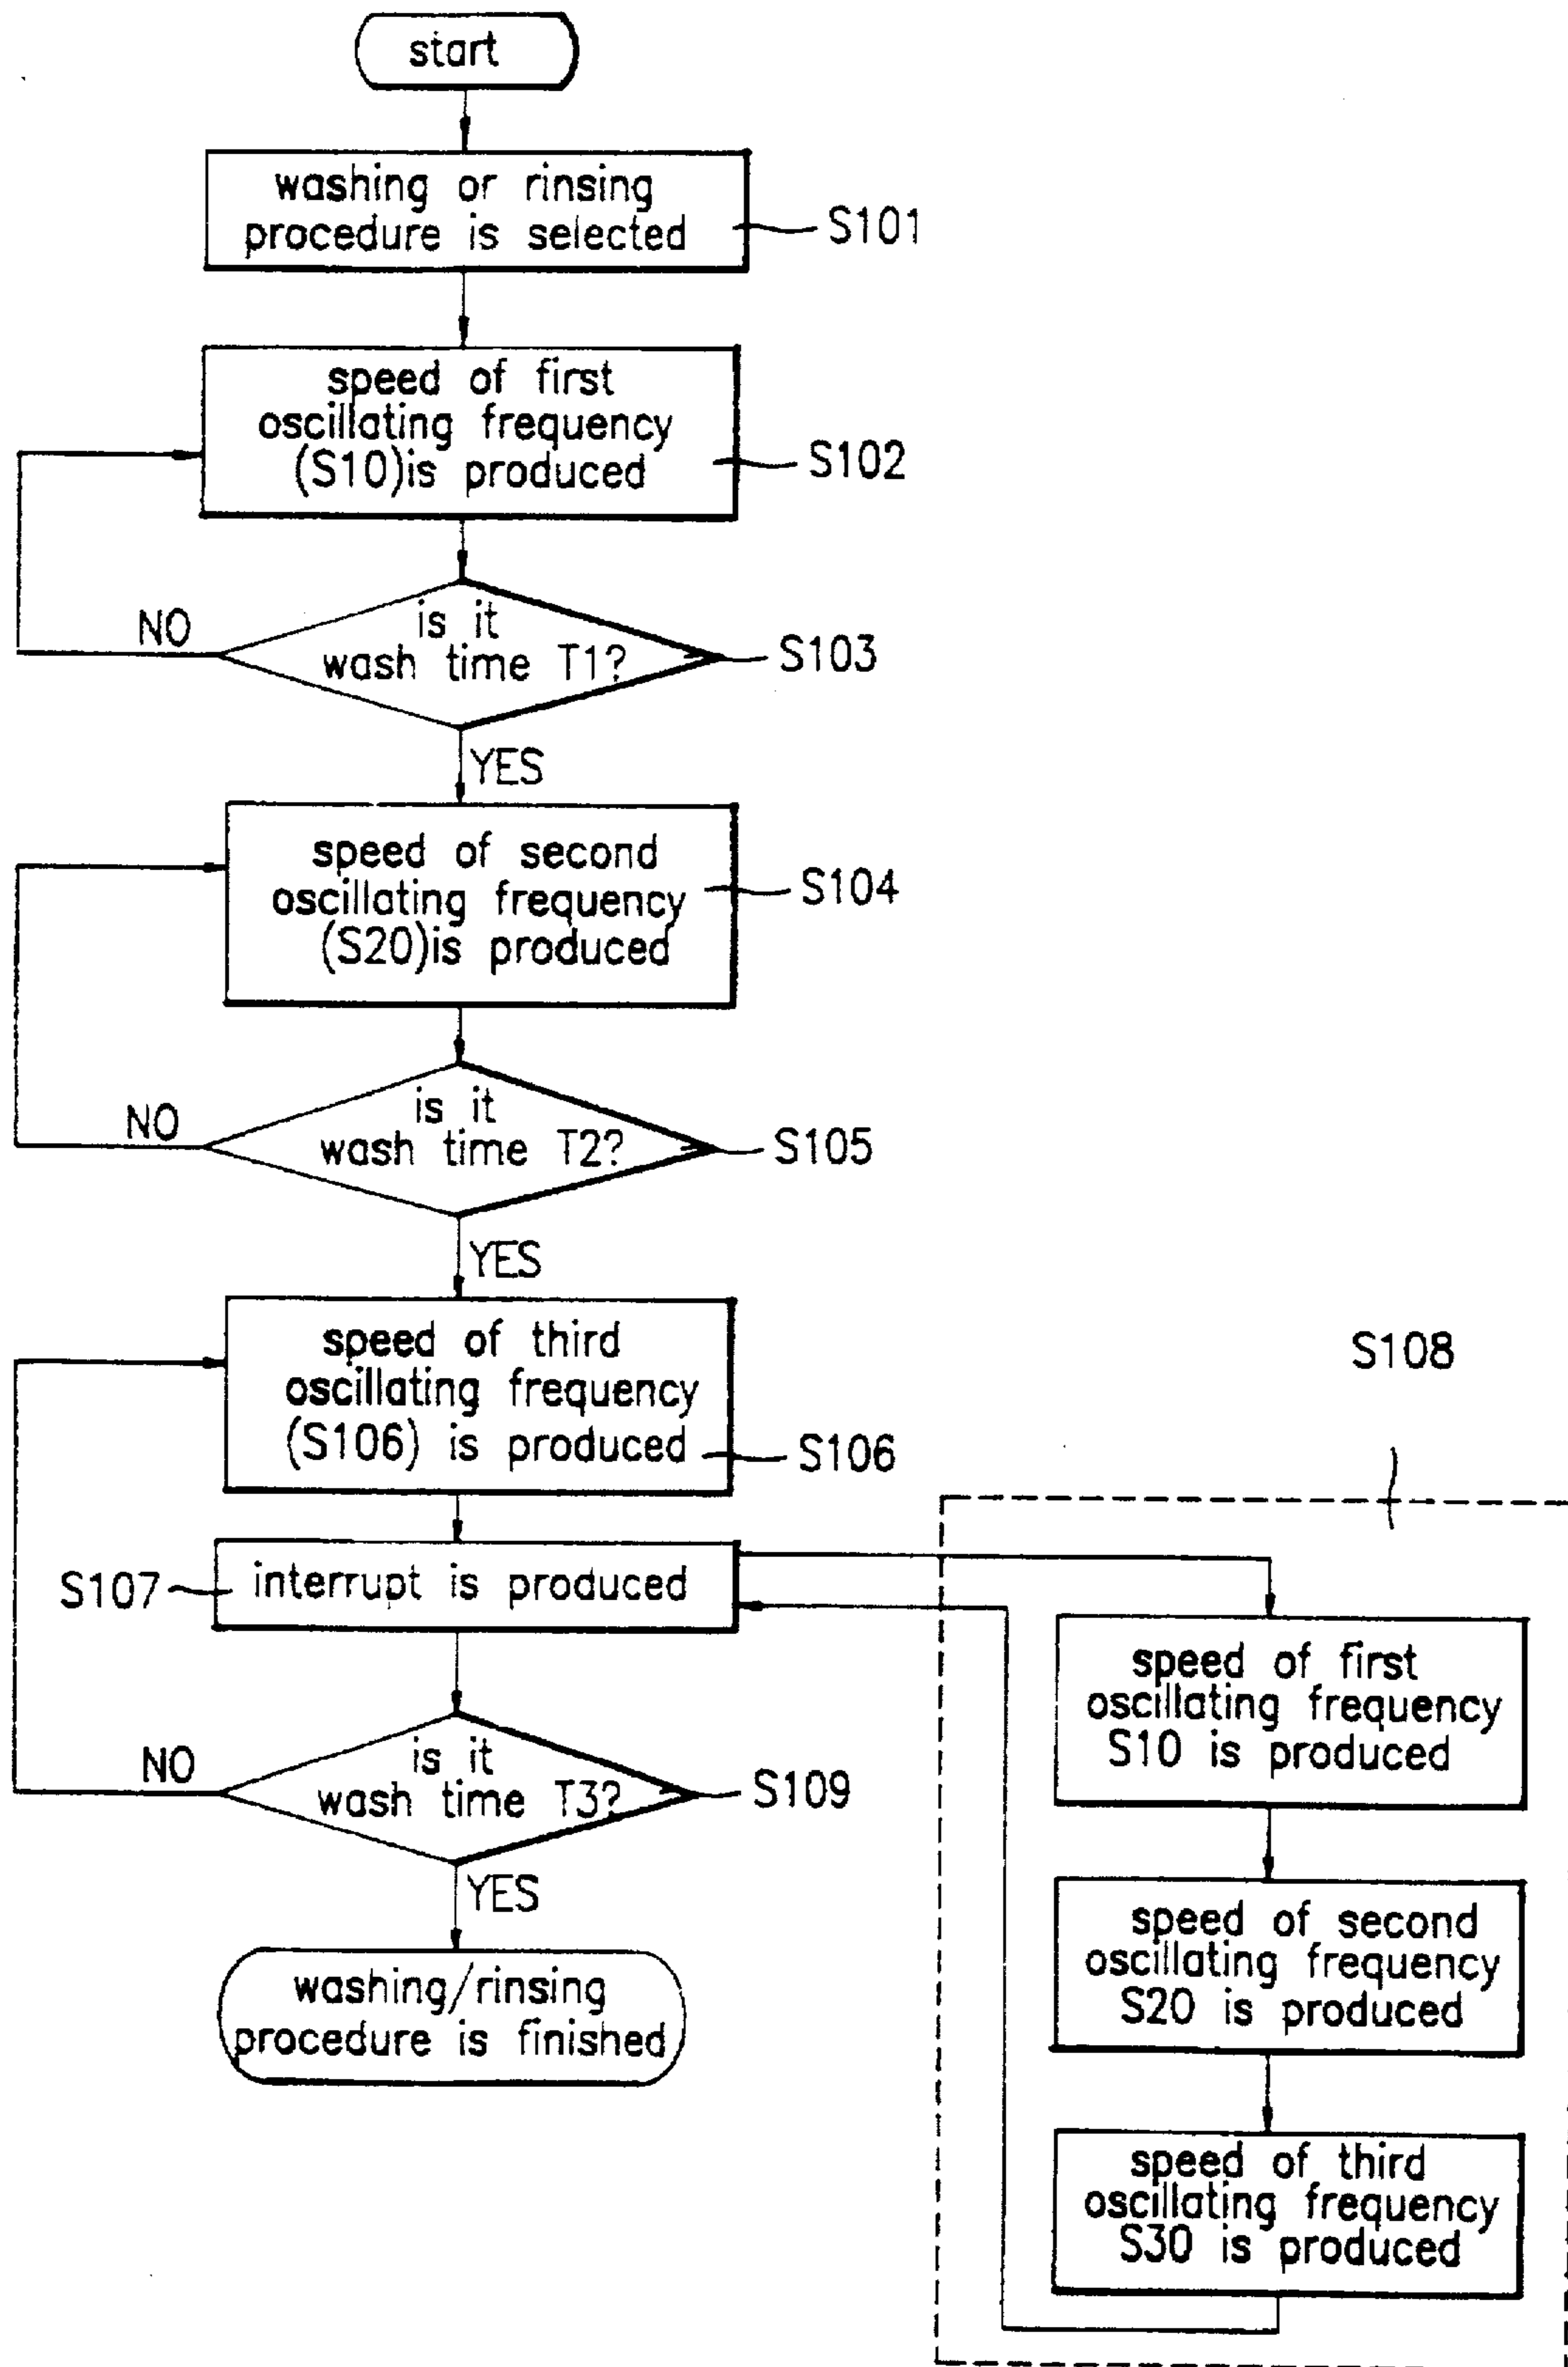 start
washing or rinsing
procedure is selected
S101
speed of first
oscillating frequency
(S10)is produced
S102
is it
wash time T1?
NO
S103
YES
speed of second
oscillating frequency
(S20)is produced
S104
is it
wash time T2?
NO
S105
YES
speed of third
oscillating frequency
(S106) is produced
S106
S107
interrupt is produced
is it
wash time T3?
NO
S109
YES
washing/rinsing
procedure is finished
S108
speed of first
oscillating frequency
S10 is produced
speed of second
oscillating frequency
S20 is produced
speed of third
oscillating frequency
S30 is produced